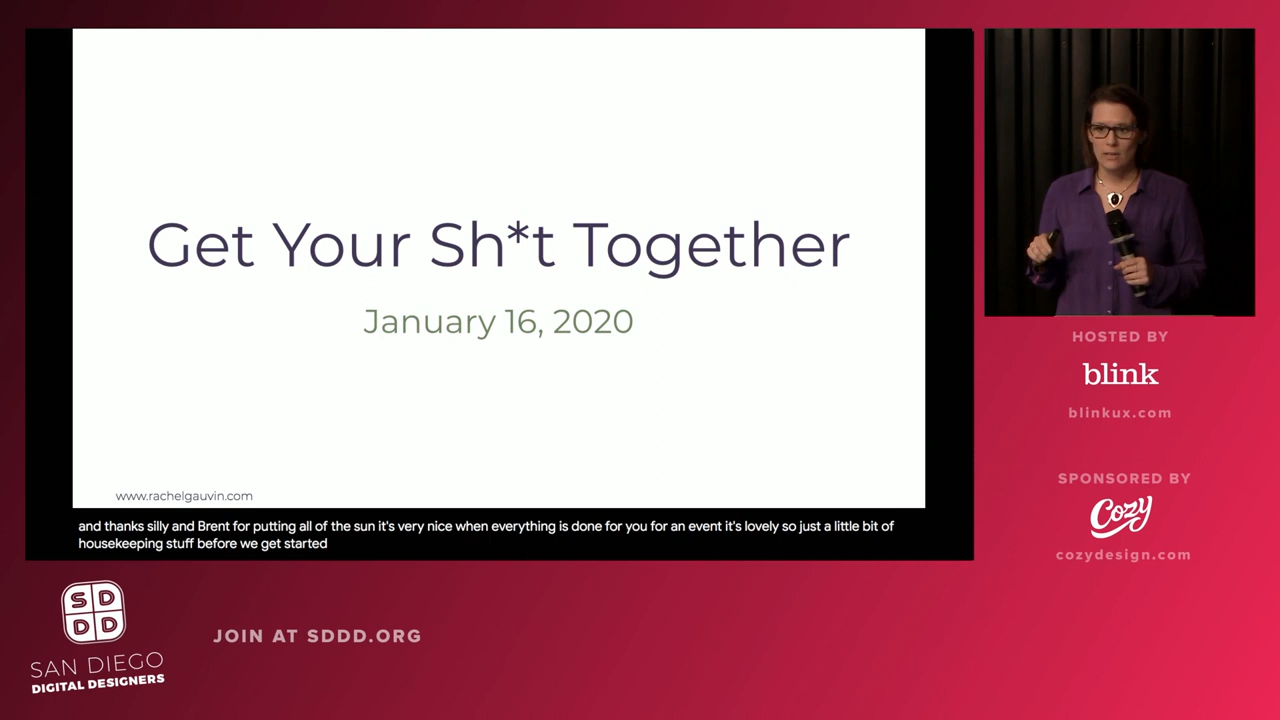 Get Your Sh*t Together
January 16, 2020
www.rachelgauvin.com
and thanks silly and Brent for putting all of the sun it's very nice when everything is done for you for an event it's lovely so just a little bit of
housekeeping stuff before we get started
HOSTED BY
blink
blinkux.com
SPONSORED BY
Cozy
cozydesign.com
SD
DD
SAN DIEGO
DIGITAL DESIGNERS
JOIN AT SDDD.ORG